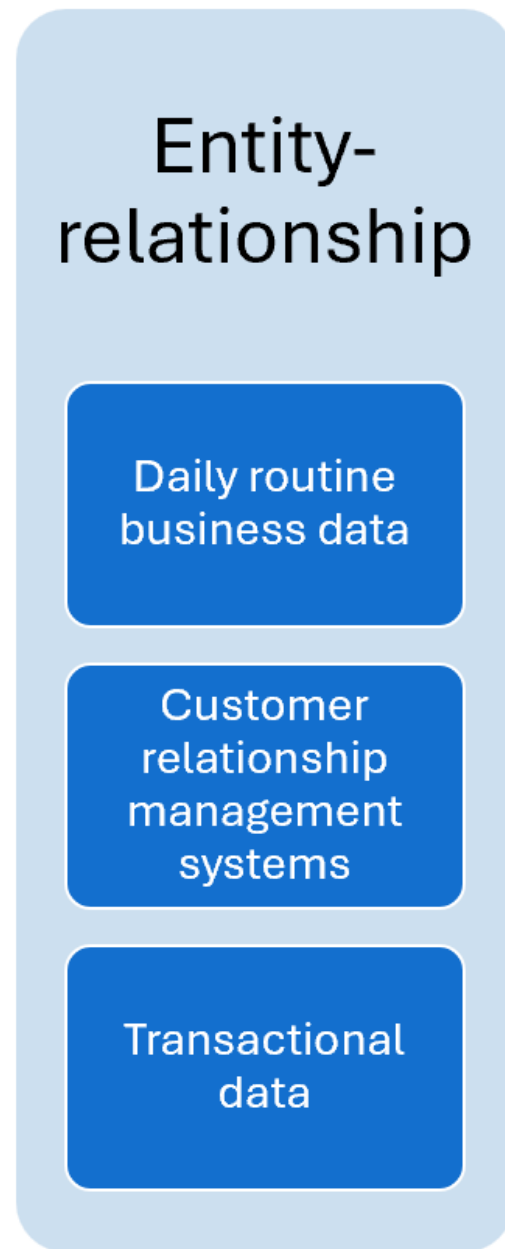 Entity-
relationship
Daily routine
business data
Customer
relationship
management
systems
Transactional
data